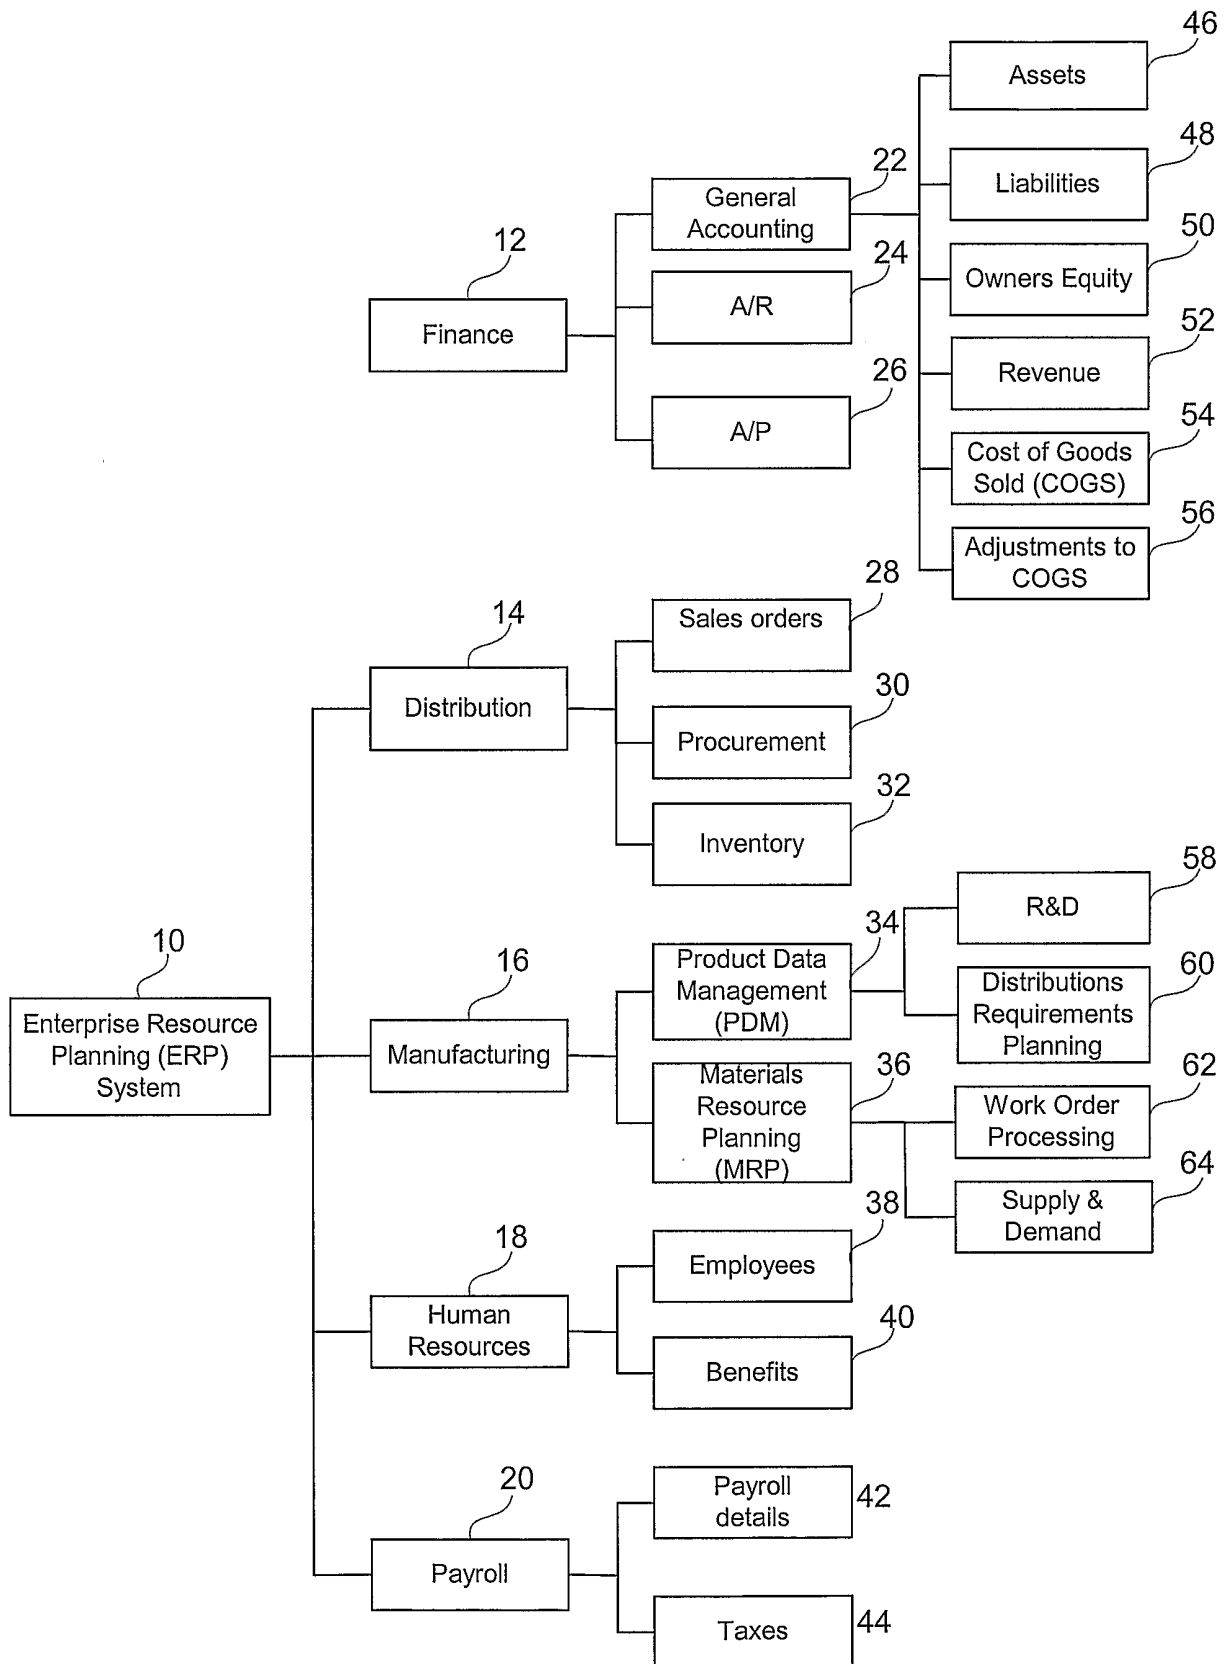 46
Assets
48
Liabilities
22
General
Accounting
50
Owners Equity
12
Finance
24
A/R
52
Revenue
26
A/P
54
Cost of Goods
Sold (COGS)
56
Adjustments to
COGS
28
Sales orders
14
Distribution
30
Procurement
32
Inventory
58
R&D
10
Enterprise Resource
Planning (ERP)
System
16
Manufacturing
34
Product Data
Management
(PDM)
60
Distributions
Requirements
Planning
36
Materials
Resource
Planning
(MRP)
62
Work Order
Processing
64
Supply &
Demand
38
Employees
18
Human
Resources
40
Benefits
20
Payroll
Payroll
details
42
Taxes
44